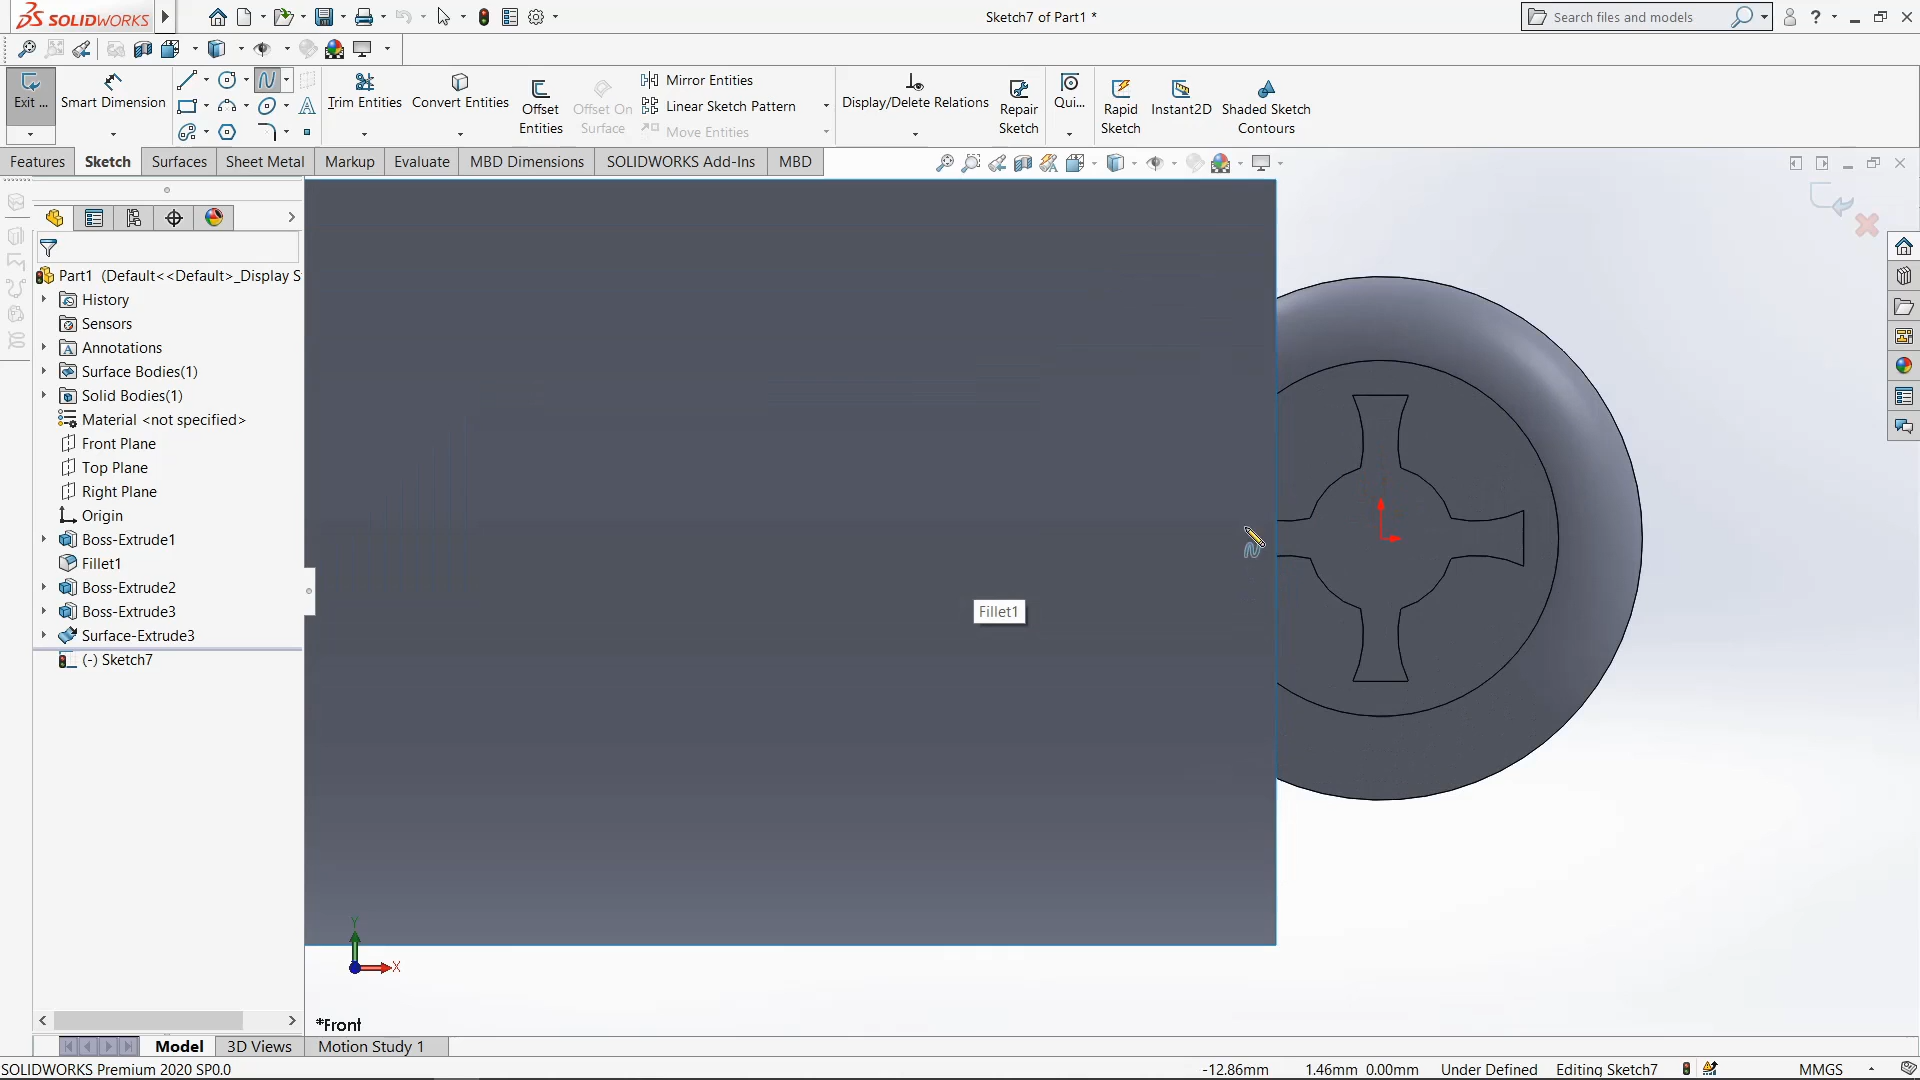 SOLIDWORKS
Sketch7 of Part1 *
Search files and models
?
Exit ...
Smart Dimension
Trim Entities
Convert Entities
Offset
Entities
Offset On
Surface
Mirror Entities
Linear Sketch Pattern
Move Entities
Display/Delete Relations
Repair
Sketch
Qui...
Rapid
Sketch
Instant2D
Shaded Sketch
Contours
Features
Sketch
Surfaces
Sheet Metal
Markup
Evaluate
MBD Dimensions
SOLIDWORKS Add-Ins
MBD
Part1 (Default<<Default>_Display S
History
Sensors
Annotations
Surface Bodies(1)
Solid Bodies(1)
Material <not specified>
Front Plane
Top Plane
Right Plane
Origin
Boss-Extrude1
Fillet1
Boss-Extrude2
Boss-Extrude3
Surface-Extrude3
(-) Sketch7
Fillet1
Y
X
*Front
Model
3D Views
Motion Study 1
SOLIDWORKS Premium 2020 SP0.0
-12.86mm
1.46mm 0.00mm
Under Defined
Editing Sketch7
MMGS